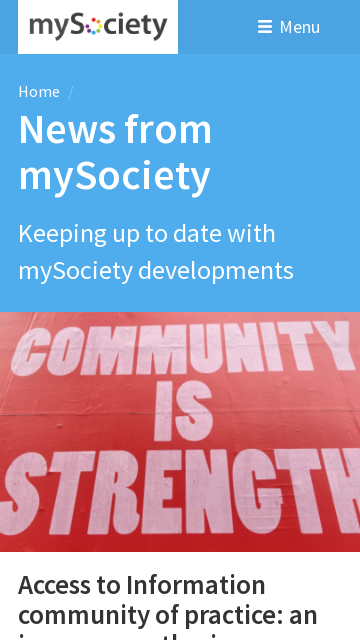 mySociety
Menu
Home /
News from
mySociety
Keeping up to date with
mySociety developments
COMMUNITY
IS
STRENGTH
Access to Information
community of practice: an